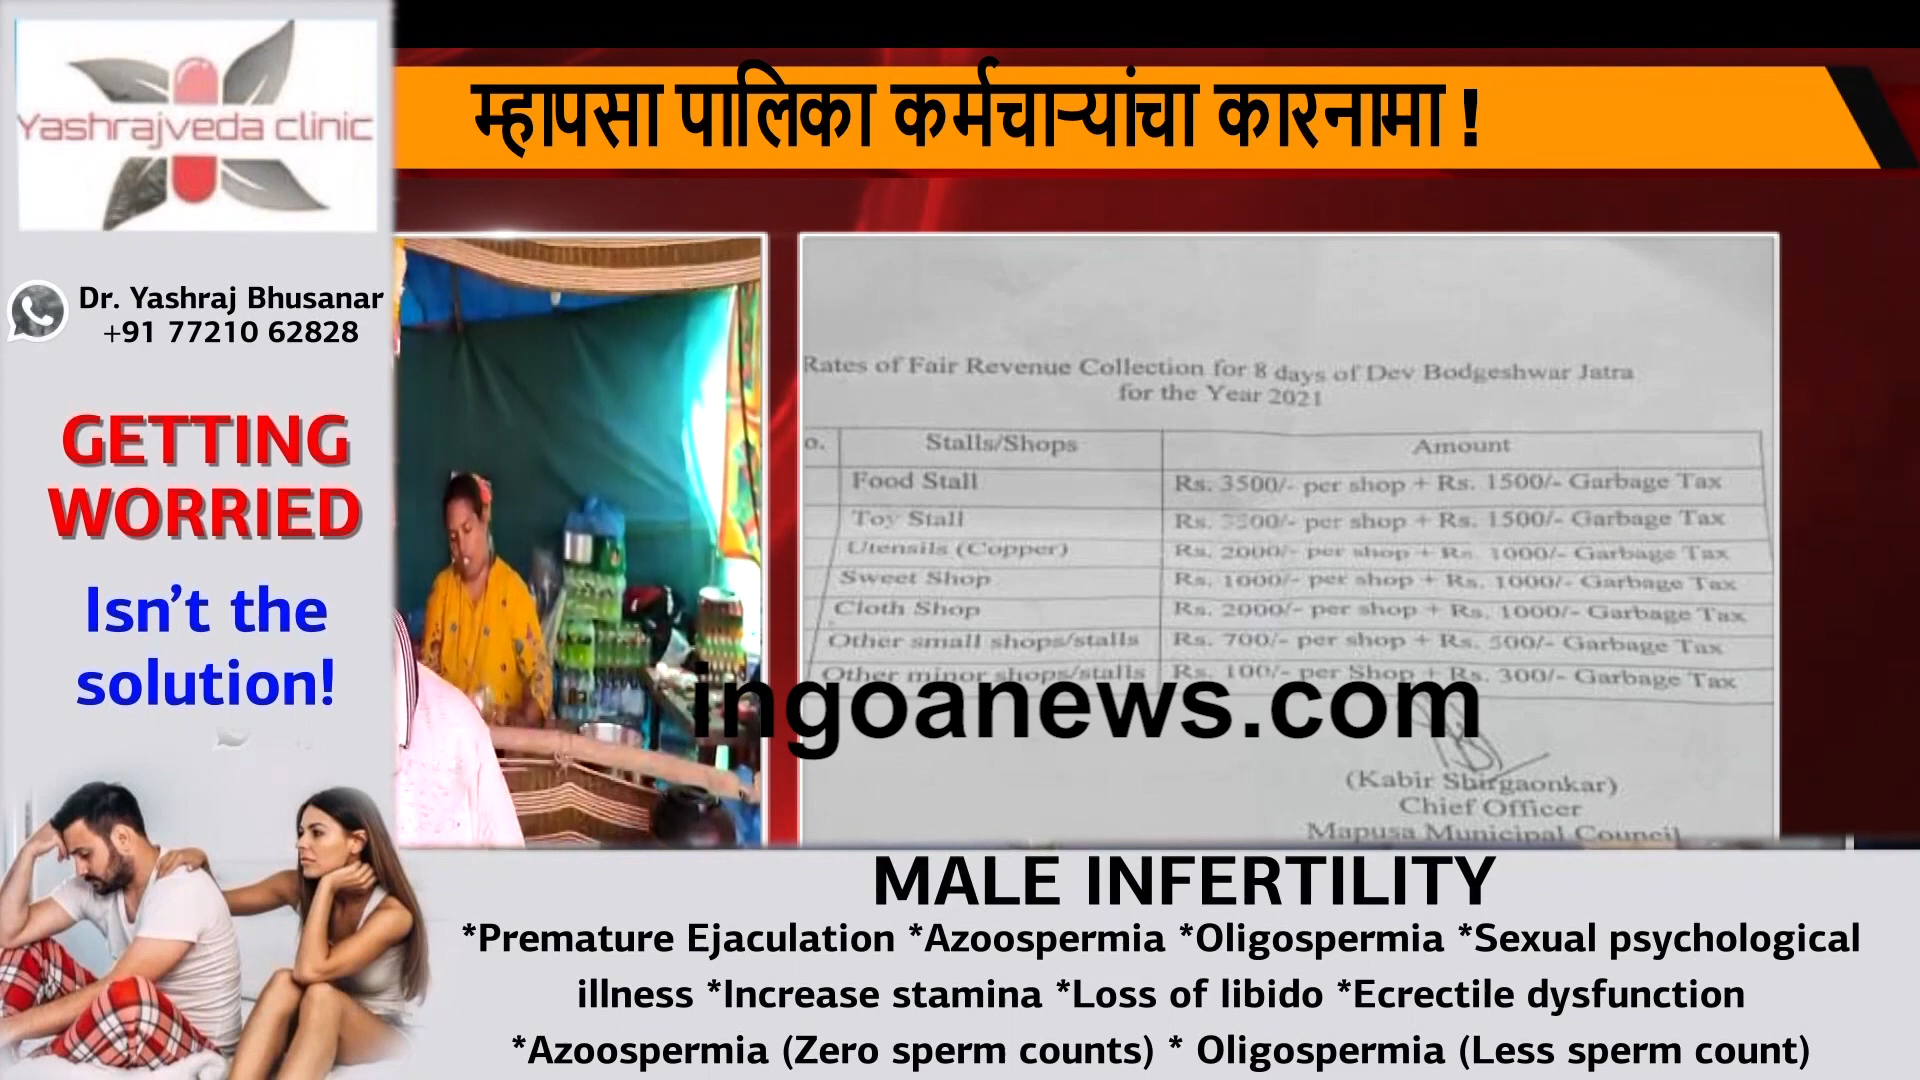 Yashrajveda clinic
Dr. Yashraj Bhusanar
+91 77210 62828
GETTING
WORRIED
Isn't the
solution!
म्हापसा पालिका कर्मचाऱ्यांचा कारनामा !
Rates of Fair Revenue Collection for 8 days of Dev Bodgeshwar Jatra
for the Year 2021
o. Stalls/Shops Amount
Food Stall Rs. 3500/- per shop + Rs. 1500/- Garbage Tax
Toy Stall Rs. 3500/- per shop + Rs. 1500/- Garbage Tax
Utensils (Copper) Rs. 2000/- per shop + Rs. 1000/- Garbage Tax
Sweet Shop Rs. 1000/- per shop + Rs. 1000/- Garbage Tax
Cloth Shop Rs. 2000/- per shop + Rs. 1000/- Garbage Tax
Other small shops/stalls Rs. 700/- per shop + Rs. 500/- Garbage Tax
Other minor shops/stalls Rs. 100/- per Shop + Rs. 300/- Garbage Tax
ingoanews.com
(Kabir Shirgaonkar)
Chief Officer
Mapusa Municipal Council
MALE INFERTILITY
*Premature Ejaculation *Azoospermia *Oligospermia *Sexual psychological
illness *Increase stamina *Loss of libido *Ecrectile dysfunction
*Azoospermia (Zero sperm counts) * Oligospermia (Less sperm count)